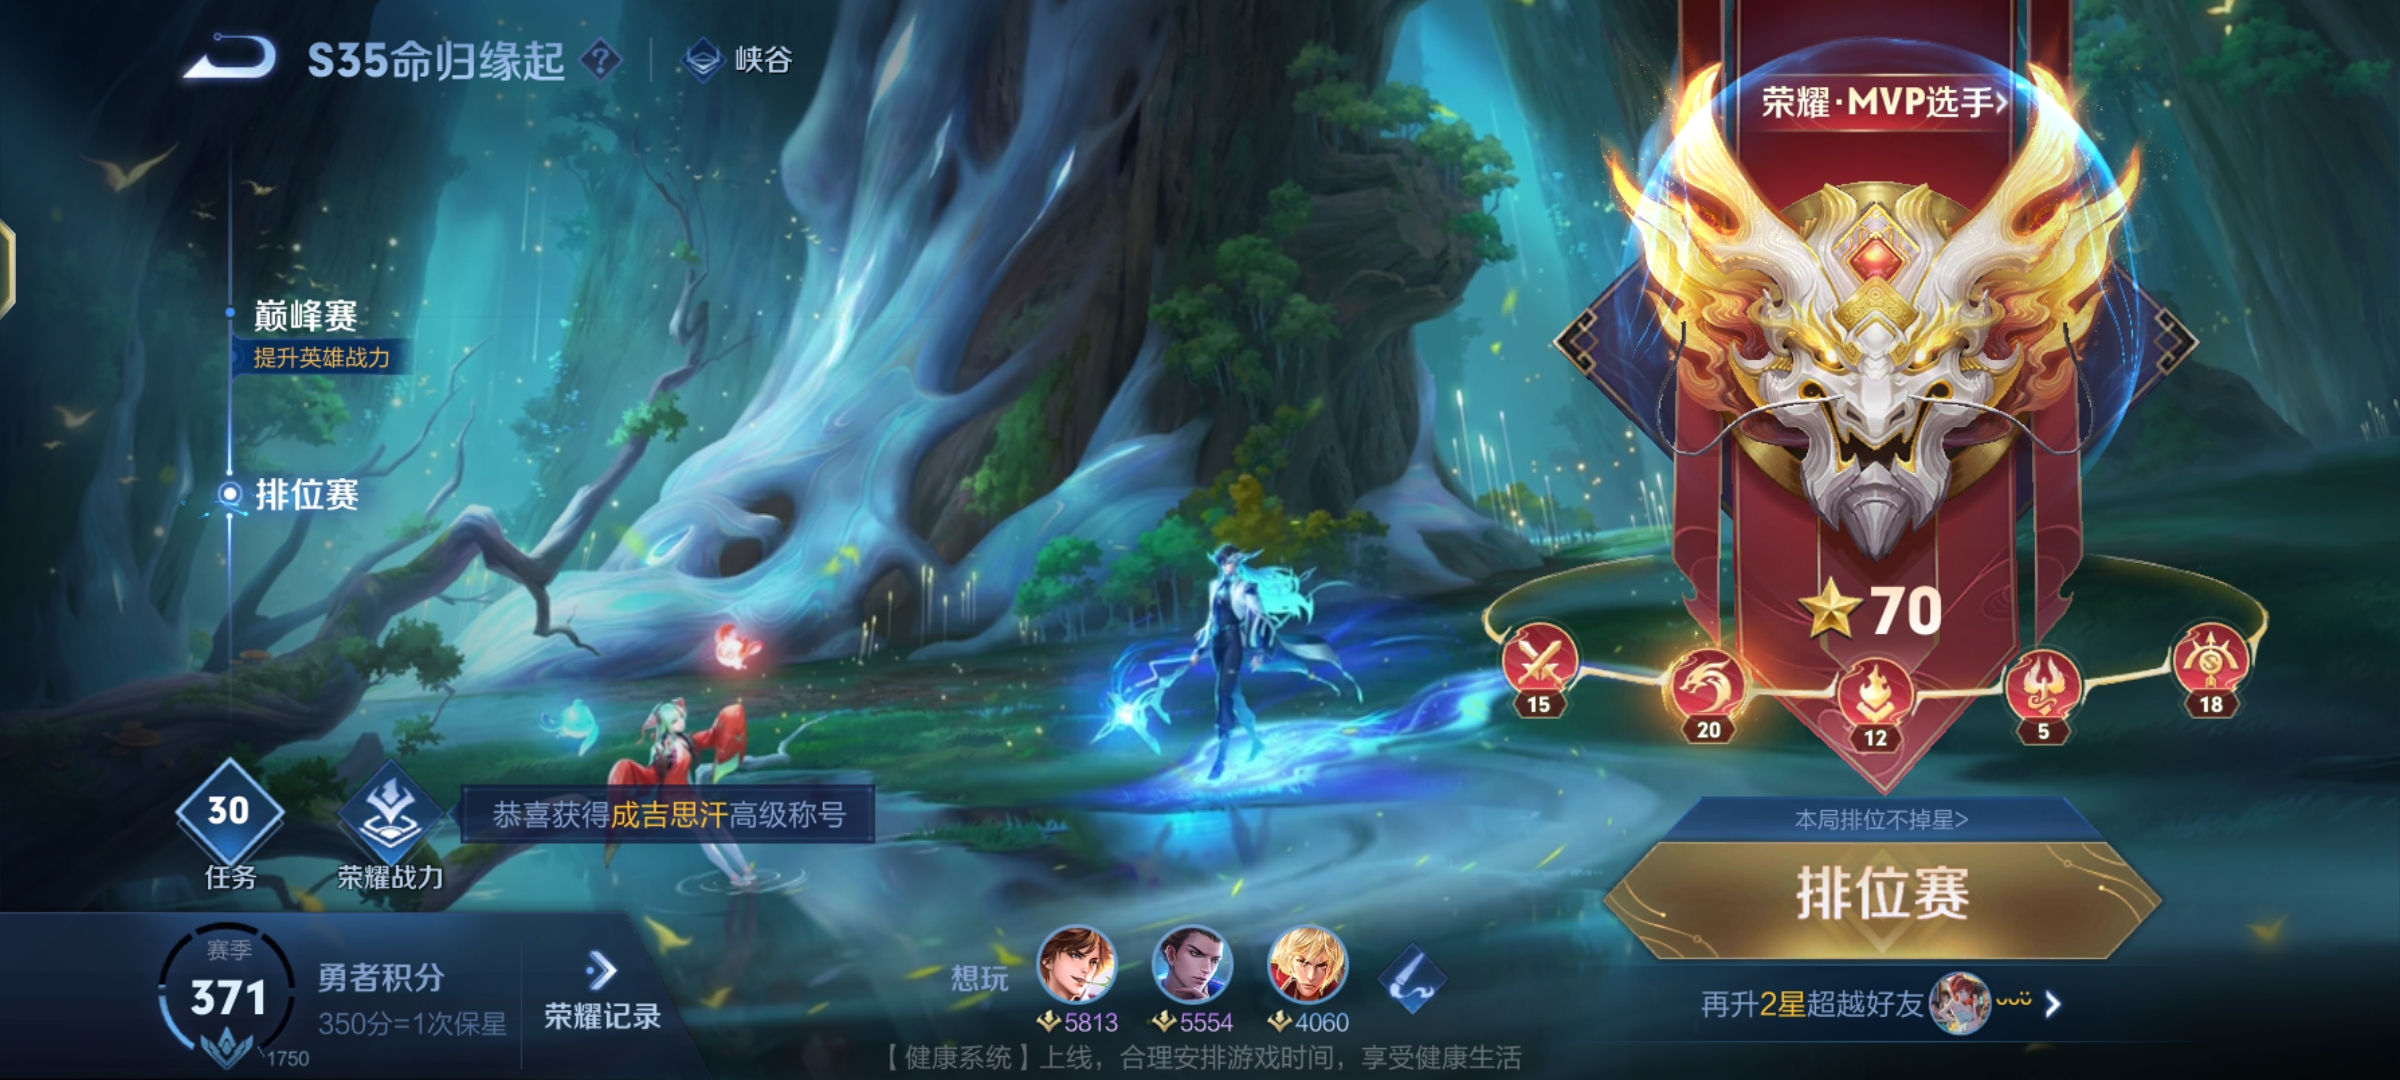 S35命归缘起 ?
峡谷
荣耀·MVP选手>
巅峰赛
提升英雄战力
排位赛
70
15
20
12
5
18
30
任务
荣耀战力
恭喜获得成吉思汗高级称号
本局排位不掉星>
排位赛
赛季
371
1750
勇者积分
350分=1次保星
荣耀记录
想玩
5813
5554
4060
再升2星超越好友
【健康系统】上线，合理安排游戏时间，享受健康生活